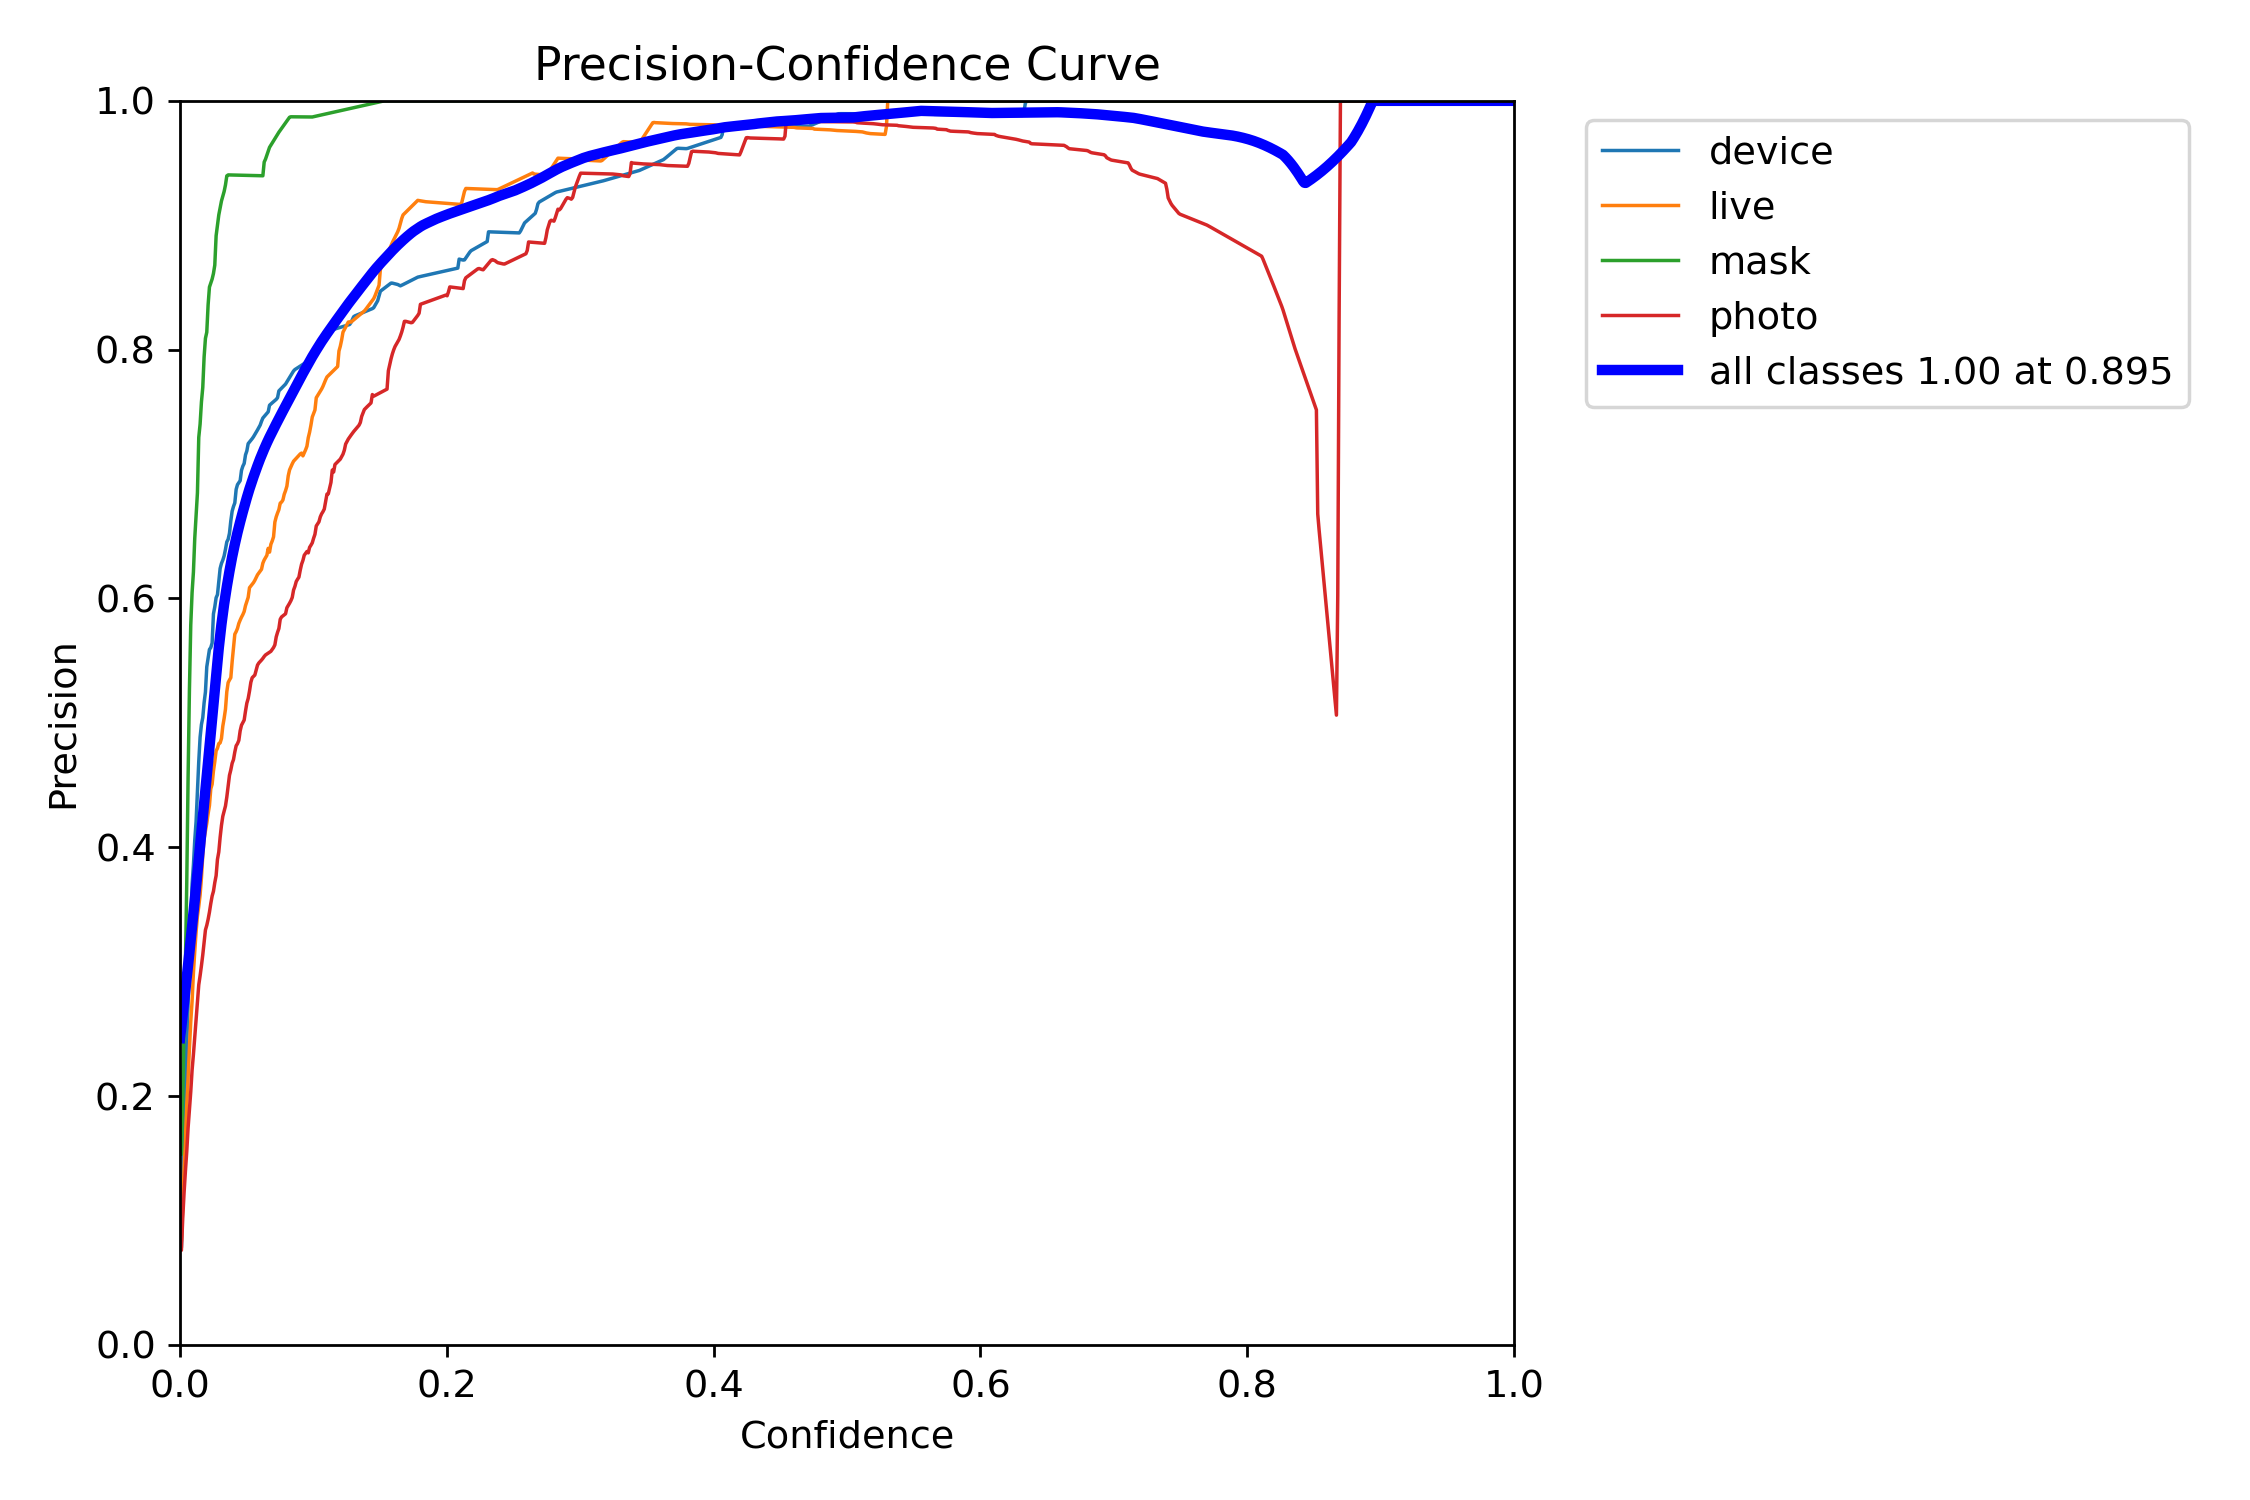 Precision-Confidence Curve
1.0
0.8
0.6
0.4
0.2
0.0
Precision
0.0 0.2 0.4 0.6 0.8 1.0
Confidence
device
live
mask
photo
all classes 1.00 at 0.895